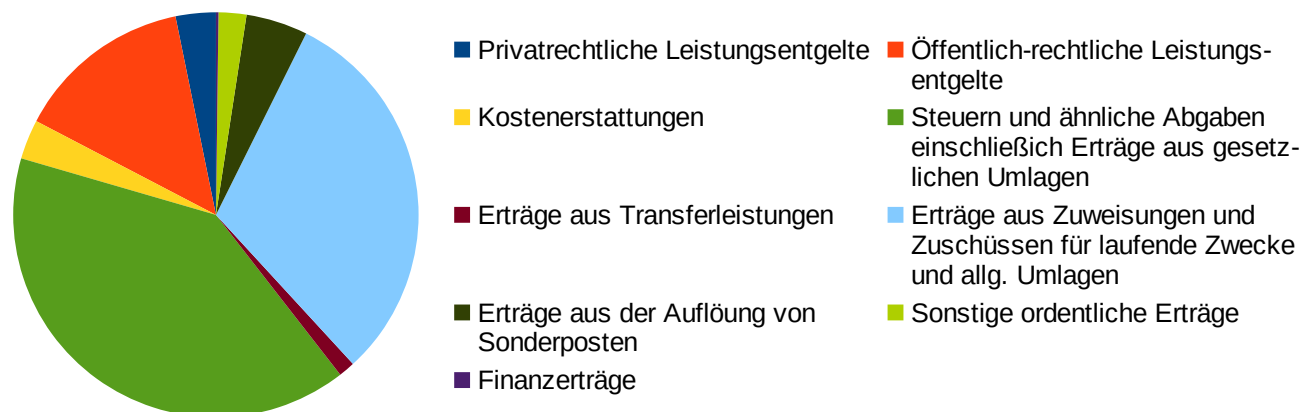 Privatrechtliche Leistungsentgelte
Öffentlich-rechtliche Leistungs-
entgelte
Kostenerstattungen
Steuern und ähnliche Abgaben
einschließich Erträge aus gesetz-
lichen Umlagen
Erträge aus Transferleistungen
Erträge aus Zuweisungen und
Zuschüssen für laufende Zwecke
und allg. Umlagen
Erträge aus der Auflöung von
Sonderposten
Sonstige ordentliche Erträge
Finanzerträge